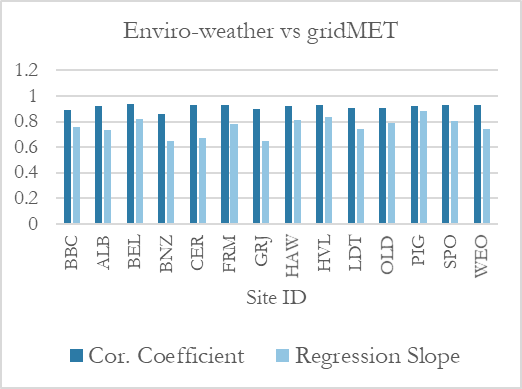 Enviro-weather vs gridMET
1.2
1
0.8
0.6
0.4
0.2
0
BBC
ALB
BEL
BNZ
CER
FRM
GRJ
HAW
HVL
LDT
OLD
PIG
SPO
WEO
Site ID
Cor. Coefficient
Regression Slope